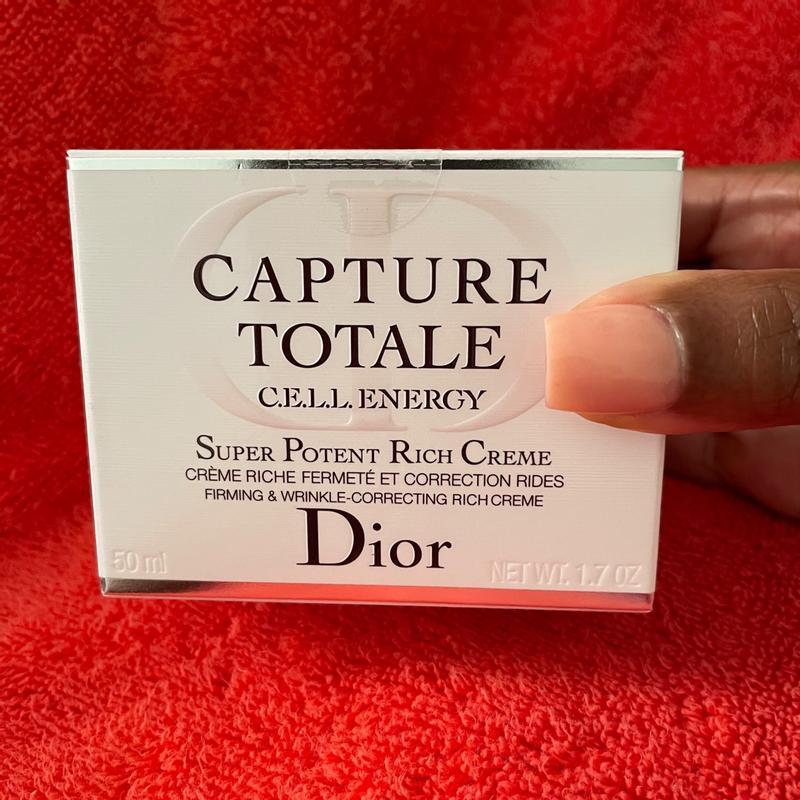 CAPTURE
TOTALE
C.E.L.L. ENERGY
SUPER POTENT RICH CREME
CRÈME RICHE FERMETÉ ET CORRECTION RIDES
FIRMING & WRINKLE-CORRECTING RICH CREME
Dior
50 ml NET WT. 1.7 OZ